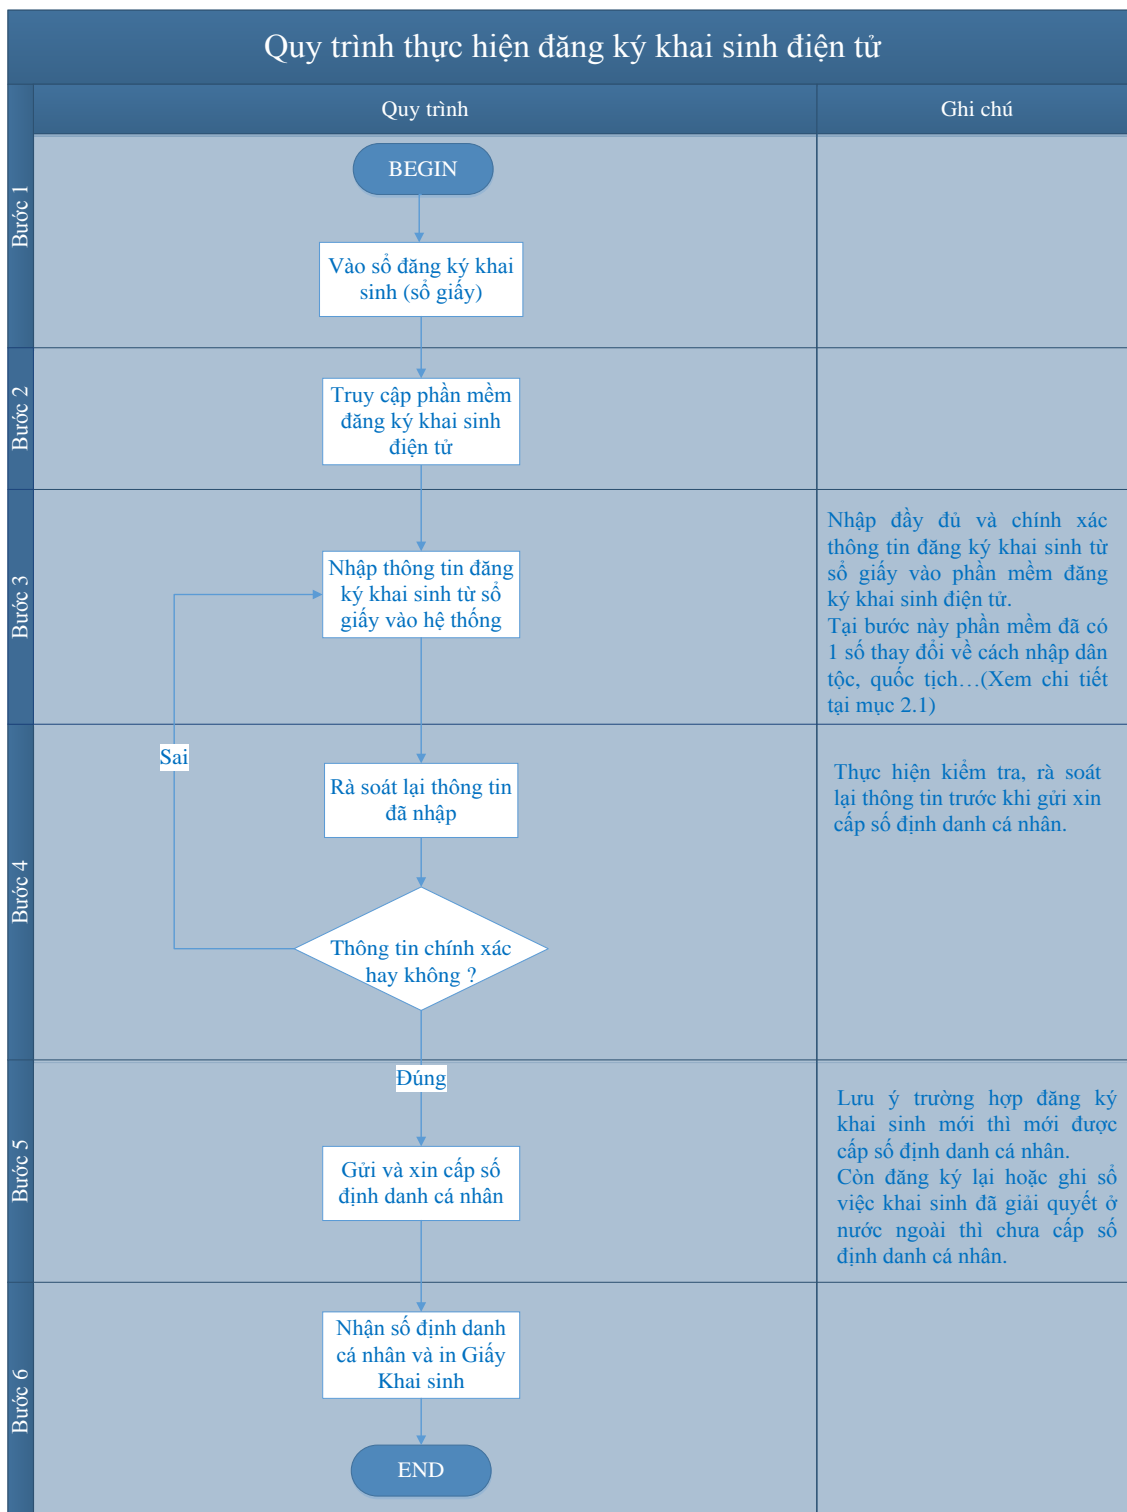 Quy trình thực hiện đăng ký khai sinh điện tử
Quy trình
Ghi chú
Bước 1
BEGIN
Vào sổ đăng ký khai
sinh (sổ giấy)
Bước 2
Truy cập phần mềm
đăng ký khai sinh
điện tử
Bước 3
Nhập thông tin đăng
ký khai sinh từ sổ
giấy vào hệ thống
Nhập đầy đủ và chính xác
thông tin đăng ký khai sinh từ
sổ giấy vào phần mềm đăng
ký khai sinh điện tử.
Tại bước này phần mềm đã có
1 số thay đổi về cách nhập dân
tộc, quốc tịch…(Xem chi tiết
tại mục 2.1)
Bước 4
Sai
Rà soát lại thông tin
đã nhập
Thông tin chính xác
hay không ?
Thực hiện kiểm tra, rà soát
lại thông tin trước khi gửi xin
cấp số định danh cá nhân.
Bước 5
Đúng
Gửi và xin cấp số
định danh cá nhân
Lưu ý trường hợp đăng ký
khai sinh mới thì mới được
cấp số định danh cá nhân.
Còn đăng ký lại hoặc ghi sổ
việc khai sinh đã giải quyết ở
nước ngoài thì chưa cấp số
định danh cá nhân.
Bước 6
Nhận số định danh
cá nhân và in Giấy
Khai sinh
END